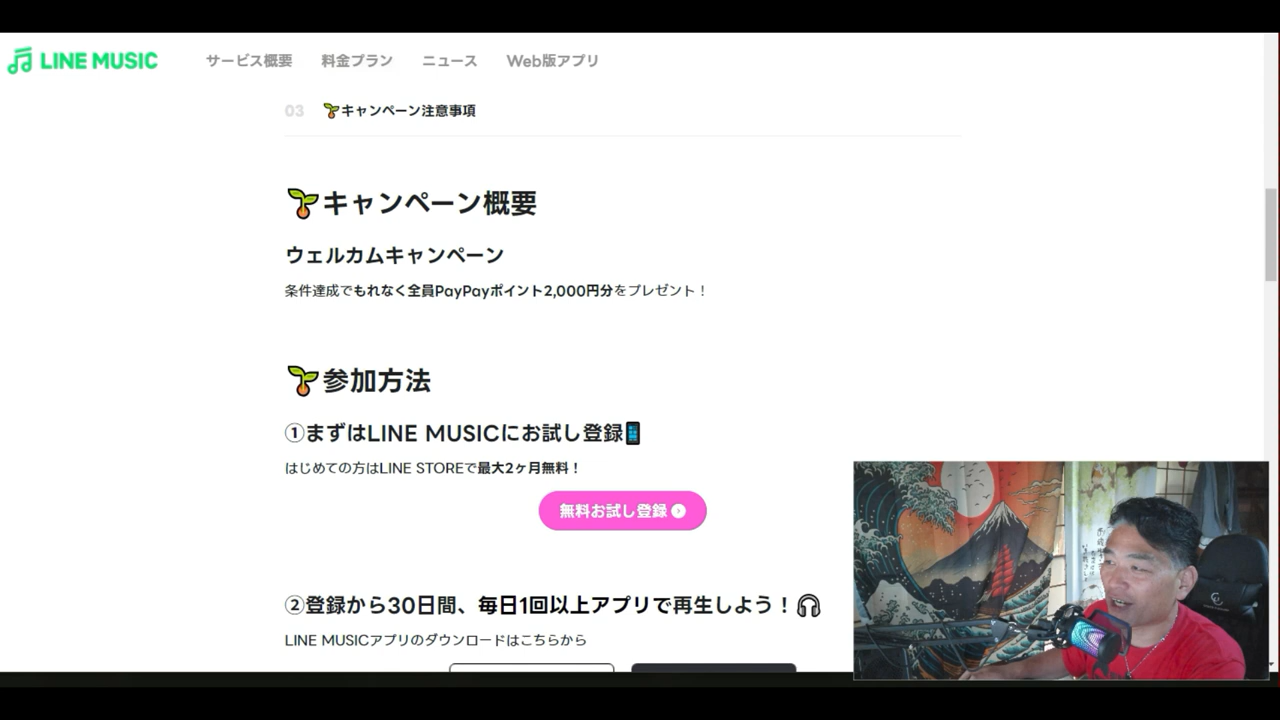 LINE MUSIC
サービス概要 料金プラン ニュース Web版アプリ
03 キャンペーン注意事項
キャンペーン概要
ウェルカムキャンペーン
条件達成でもれなく全員PayPayポイント2,000円分をプレゼント！
参加方法
①まずはLINE MUSICにお試し登録
はじめての方はLINE STOREで最大2ヶ月無料！
無料お試し登録
②登録から30日間、毎日1回以上アプリで再生しよう！
LINE MUSICアプリのダウンロードはこちらから